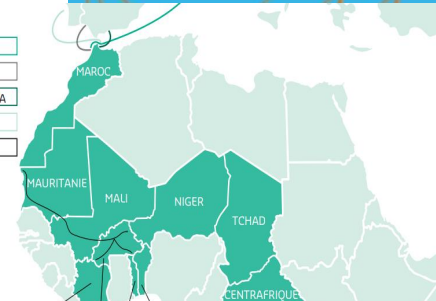 MAROC
A
MAURITANIE
MALI
NIGER
TCHAD
CENTRAFRIQUE